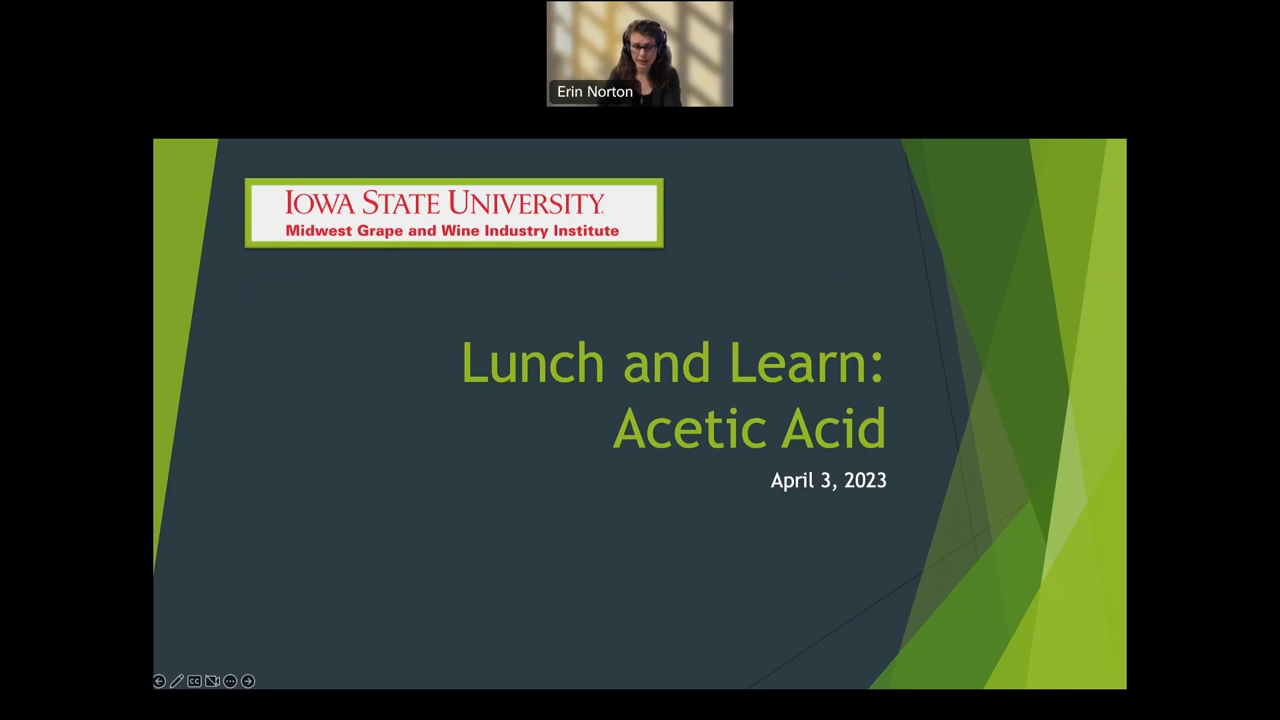 Erin Norton
IOWA STATE UNIVERSITY
Midwest Grape and Wine Industry Institute
Lunch and Learn:
Acetic Acid
April 3, 2023
CC